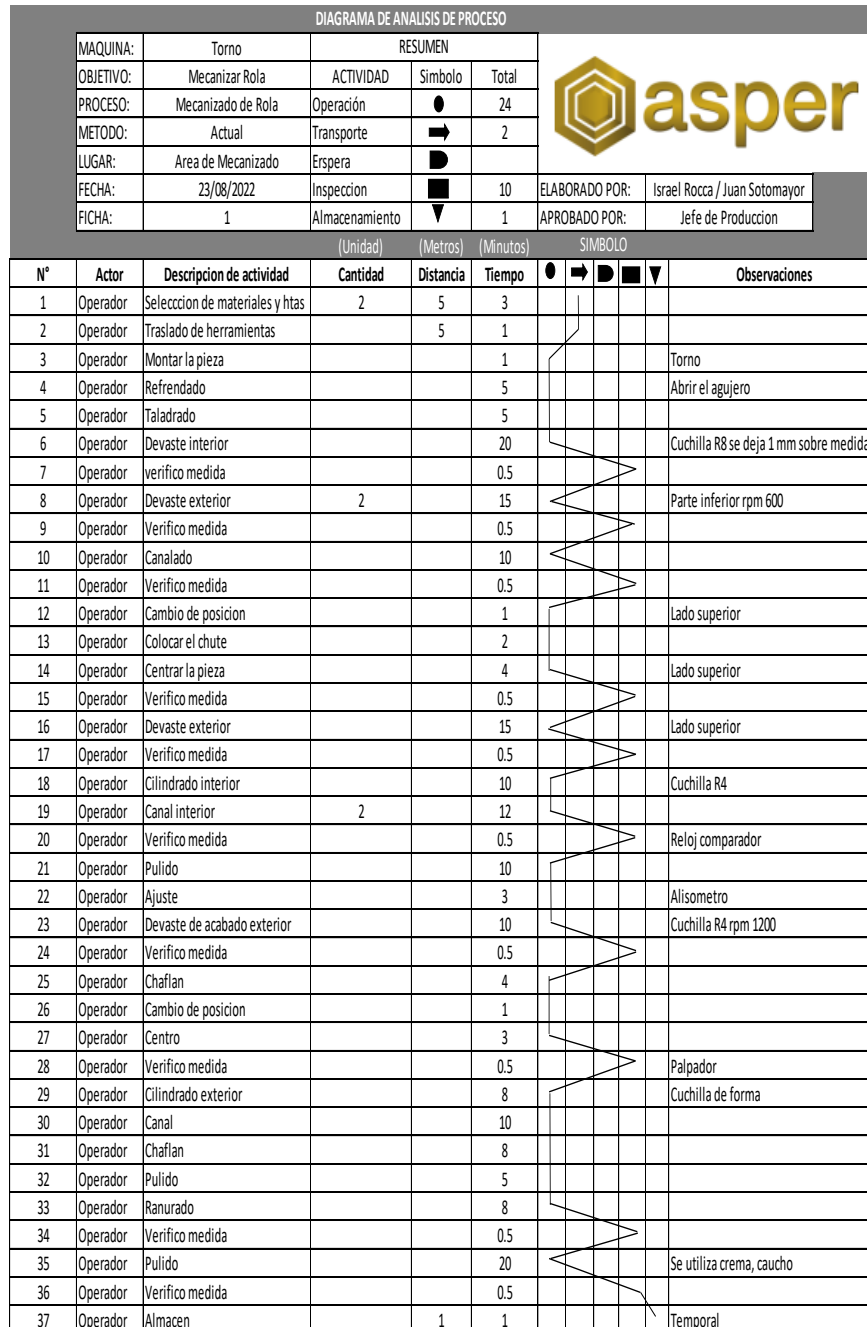 DIAGRAMA DE ANALISIS DE PROCESO
MAQUINA: Torno RESUMEN
OBJETIVO: Mecanizar Rola ACTIVIDAD Simbolo Total
PROCESO: Mecanizado de Rola Operación 24
METODO: Actual Transporte 2
LUGAR: Area de Mecanizado Erspera
FECHA: 23/08/2022 Inspeccion 10 ELABORADO POR: Israel Rocca / Juan Sotomayor
FICHA: 1 Almacenamiento 1 APROBADO POR: Jefe de Produccion
asper
(Unidad) (Metros) (Minutos) SIMBOLO
N° Actor Descripcion de actividad Cantidad Distancia Tiempo Observaciones
1 Operador Selecccion de materiales y htas 2 5 3
2 Operador Traslado de herramientas 5 1
3 Operador Montar la pieza 1 Torno
4 Operador Refrendado 5 Abrir el agujero
5 Operador Taladrado 5
6 Operador Devaste interior 20 Cuchilla R8 se deja 1 mm sobre medida
7 Operador verifico medida 0.5
8 Operador Devaste exterior 2 15 Parte inferior rpm 600
9 Operador Verifico medida 0.5
10 Operador Canalado 10
11 Operador Verifico medida 0.5
12 Operador Cambio de posicion 1 Lado superior
13 Operador Colocar el chute 2
14 Operador Centrar la pieza 4 Lado superior
15 Operador Verifico medida 0.5
16 Operador Devaste exterior 15 Lado superior
17 Operador Verifico medida 0.5
18 Operador Cilindrado interior 10 Cuchilla R4
19 Operador Canal interior 2 12
20 Operador Verifico medida 0.5 Reloj comparador
21 Operador Pulido 10
22 Operador Ajuste 3 Alisometro
23 Operador Devaste de acabado exterior 10 Cuchilla R4 rpm 1200
24 Operador Verifico medida 0.5
25 Operador Chaflan 4
26 Operador Cambio de posicion 1
27 Operador Centro 3
28 Operador Verifico medida 0.5 Palpador
29 Operador Cilindrado exterior 8 Cuchilla de forma
30 Operador Canal 10
31 Operador Chaflan 8
32 Operador Pulido 5
33 Operador Ranurado 8
34 Operador Verifico medida 0.5
35 Operador Pulido 20 Se utiliza crema, caucho
36 Operador Verifico medida 0.5
37 Operador Almacen 1 1 Temporal